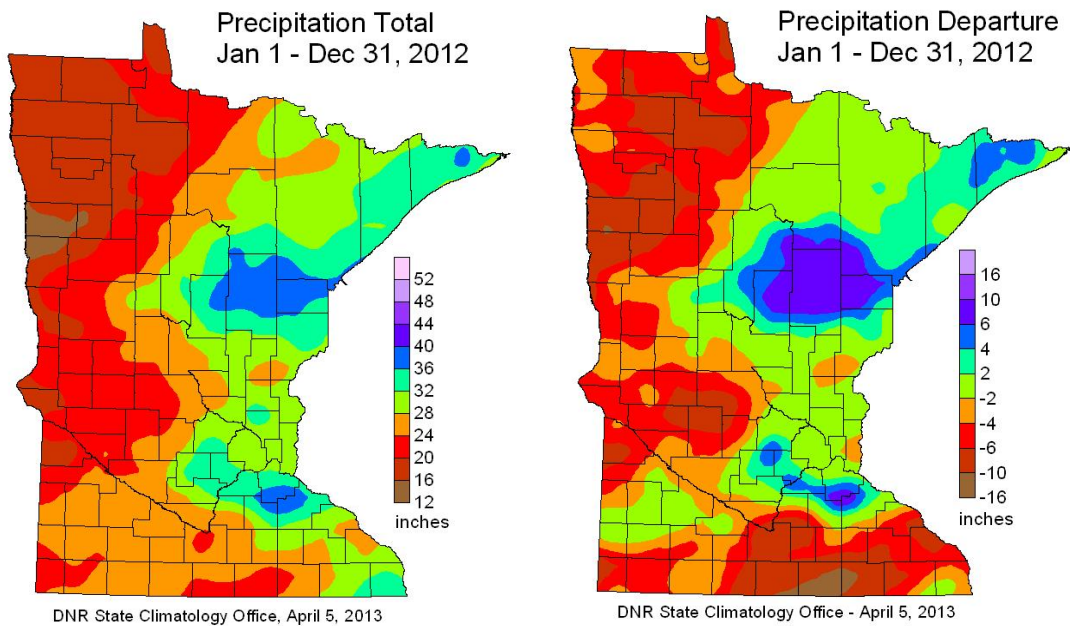 Precipitation Total
Jan 1 - Dec 31, 2012
52
48
44
40
36
32
28
24
20
16
12
inches
DNR State Climatology Office, April 5, 2013
Precipitation Departure
Jan 1 - Dec 31, 2012
16
10
6
4
2
-2
-4
-6
-10
-16
inches
DNR State Climatology Office - April 5, 2013